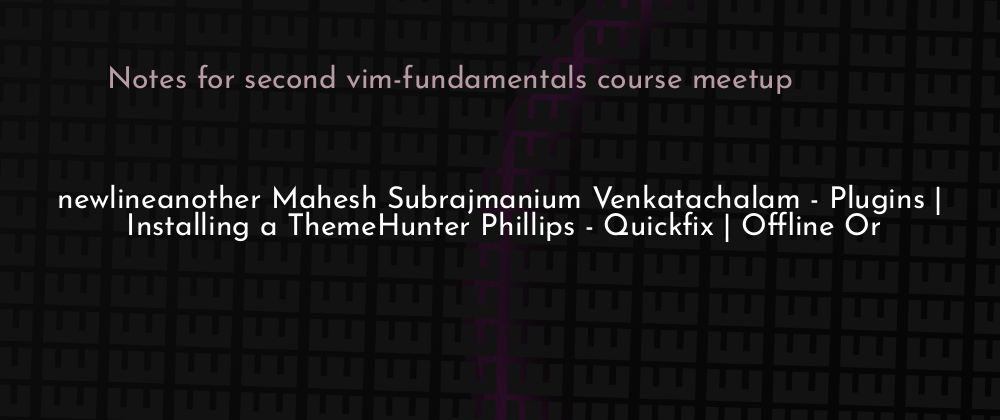 Notes for second vim-fundamentals course meetup
newlineanother Mahesh Subrajmanium Venkatachalam - Plugins |
Installing a ThemeHunter Phillips - Quickfix | Offline Or